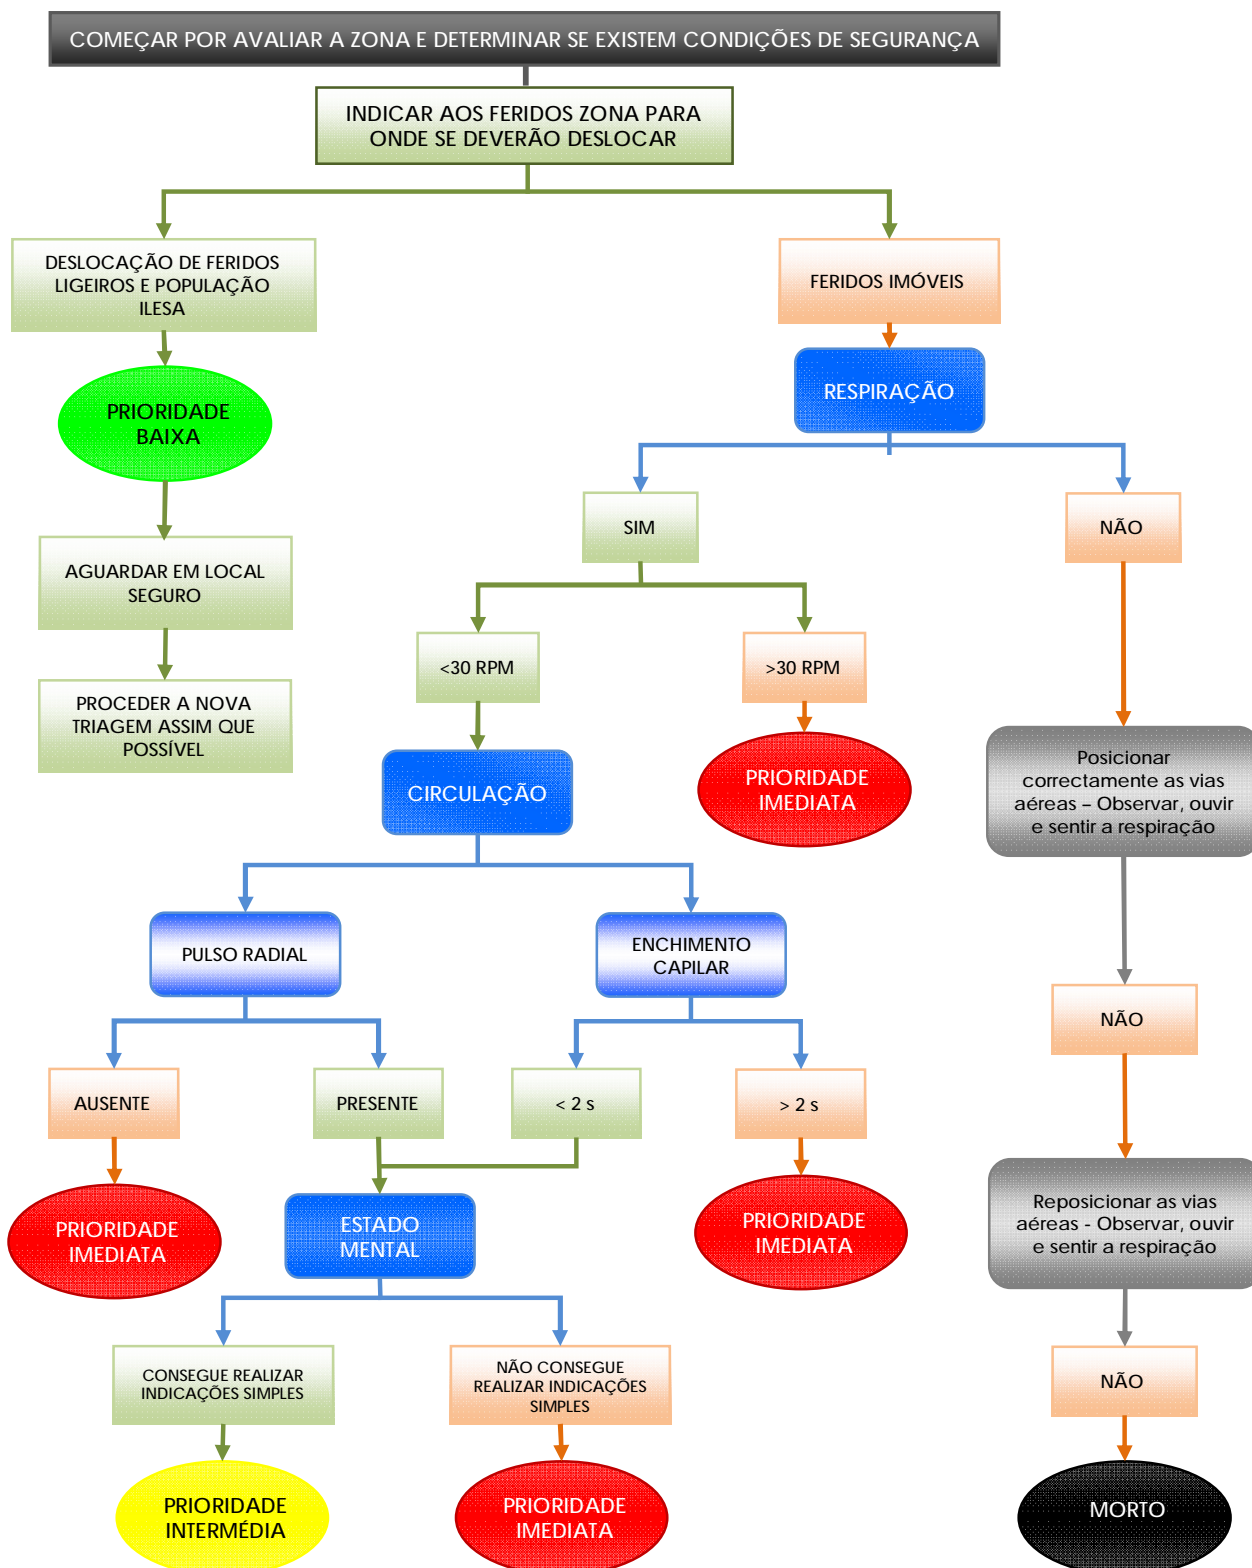 COMEÇAR POR AVALIAR A ZONA E DETERMINAR SE EXISTEM CONDIÇÕES DE SEGURANÇA
INDICAR AOS FERIDOS ZONA PARA
ONDE SE DEVERÃO DESLOCAR
DESLOCAÇÃO DE FERIDOS
LIGEIROS E POPULAÇÃO
ILESA
FERIDOS IMÓVEIS
PRIORIDADE
BAIXA
RESPIRAÇÃO
AGUARDAR EM LOCAL
SEGURO
SIM
NÃO
PROCEDER A NOVA
TRIAGEM ASSIM QUE
POSSÍVEL
<30 RPM
>30 RPM
CIRCULAÇÃO
PRIORIDADE
IMEDIATA
Posicionar
correctamente as vias
aéreas – Observar, ouvir
e sentir a respiração
PULSO RADIAL
ENCHIMENTO
CAPILAR
NÃO
AUSENTE
PRESENTE
< 2 s
> 2 s
PRIORIDADE
IMEDIATA
ESTADO
MENTAL
PRIORIDADE
IMEDIATA
Reposicionar as vias
aéreas - Observar, ouvir
e sentir a respiração
CONSEGUE REALIZAR
INDICAÇÕES SIMPLES
NÃO CONSEGUE
REALIZAR INDICAÇÕES
SIMPLES
NÃO
PRIORIDADE
INTERMÉDIA
PRIORIDADE
IMEDIATA
MORTO